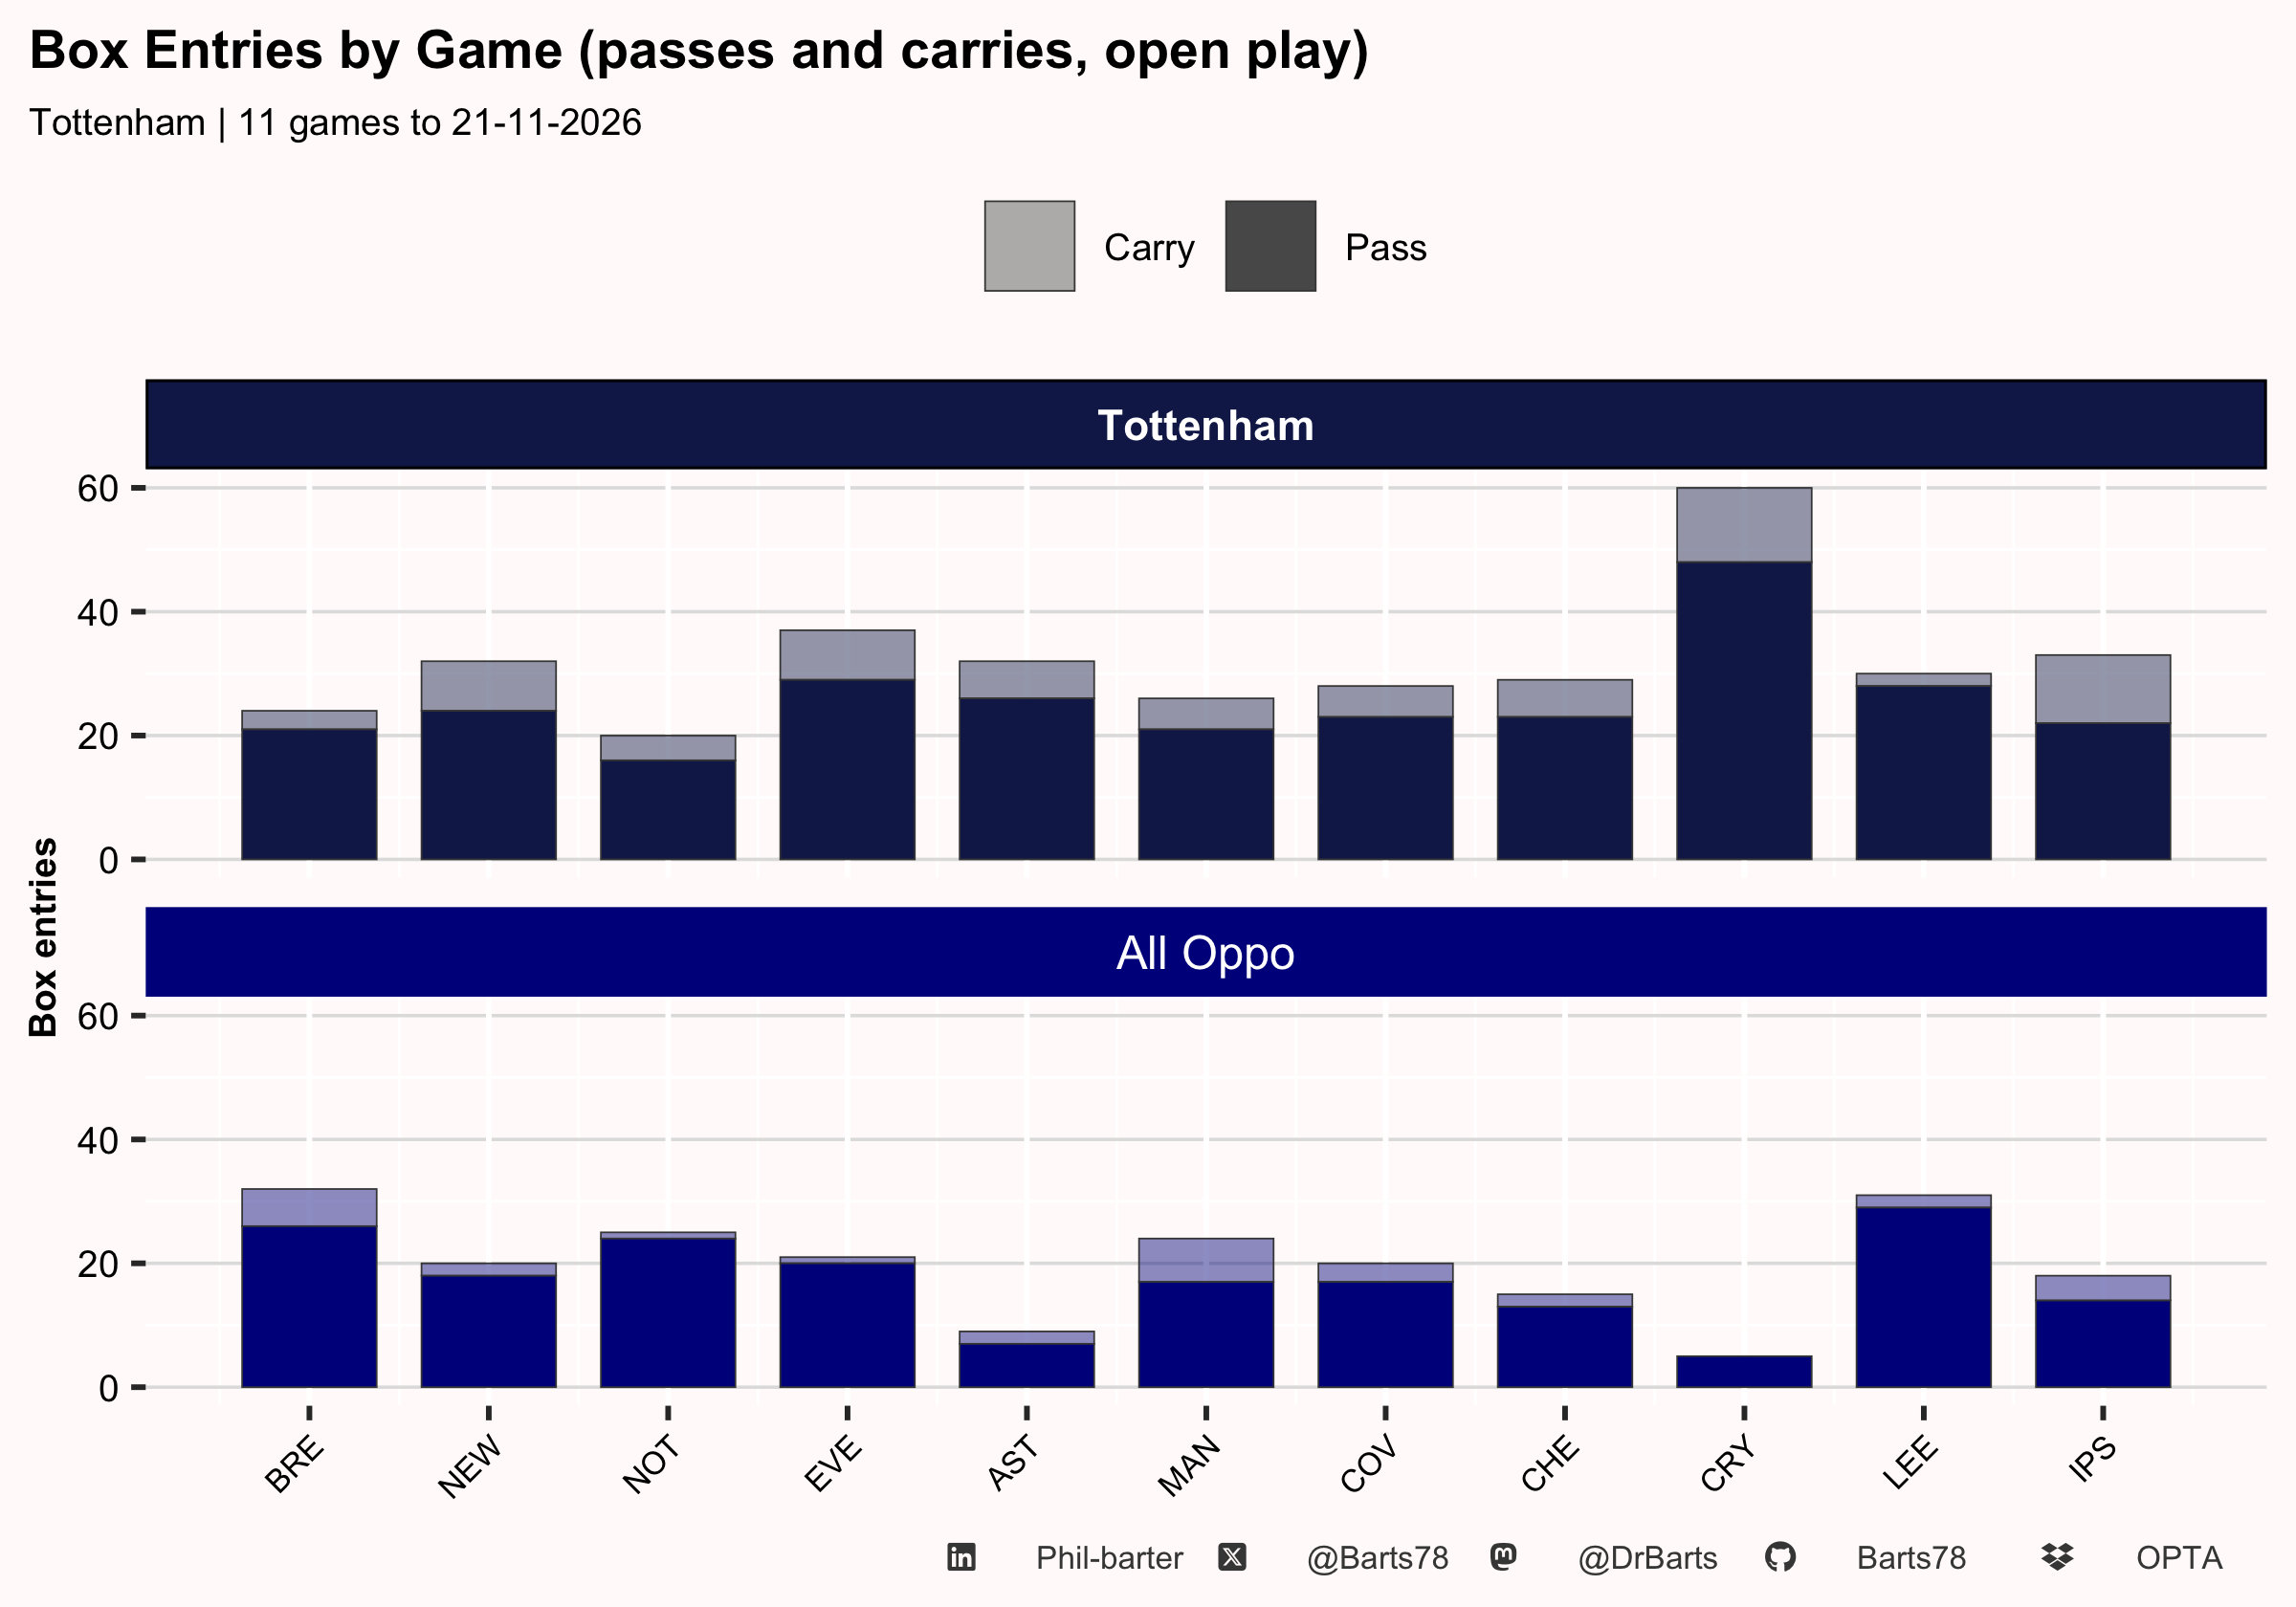 Box Entries by Game (passes and carries, open play)
Tottenham | 11 games to 21-11-2026
Carry
Pass
Tottenham
60
40
20
0
Box entries
All Oppo
60
40
20
0
BRE
NEW
NOT
EVE
AST
MAN
COV
CHE
CRY
LEE
IPS
Phil-barter @Barts78 @DrBarts Barts78 OPTA